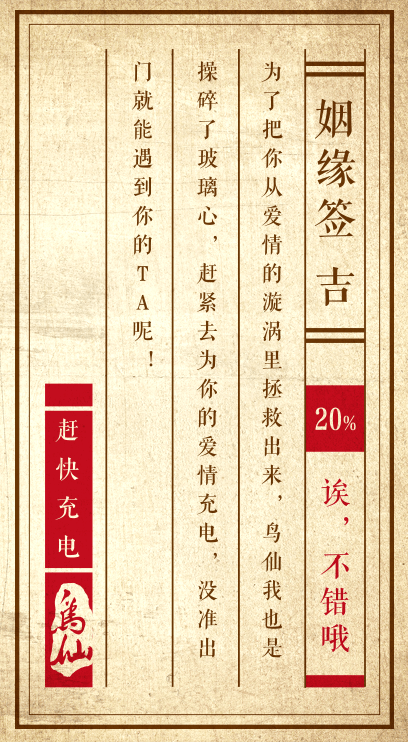 姻缘签 吉
20%
诶，不错哦
为了把你从爱情的漩涡里拯救出来，鸟仙我也是
操碎了玻璃心，赶紧去为你的爱情充电，没准出
门就能遇到你的TA呢！
赶快充电
鸟仙